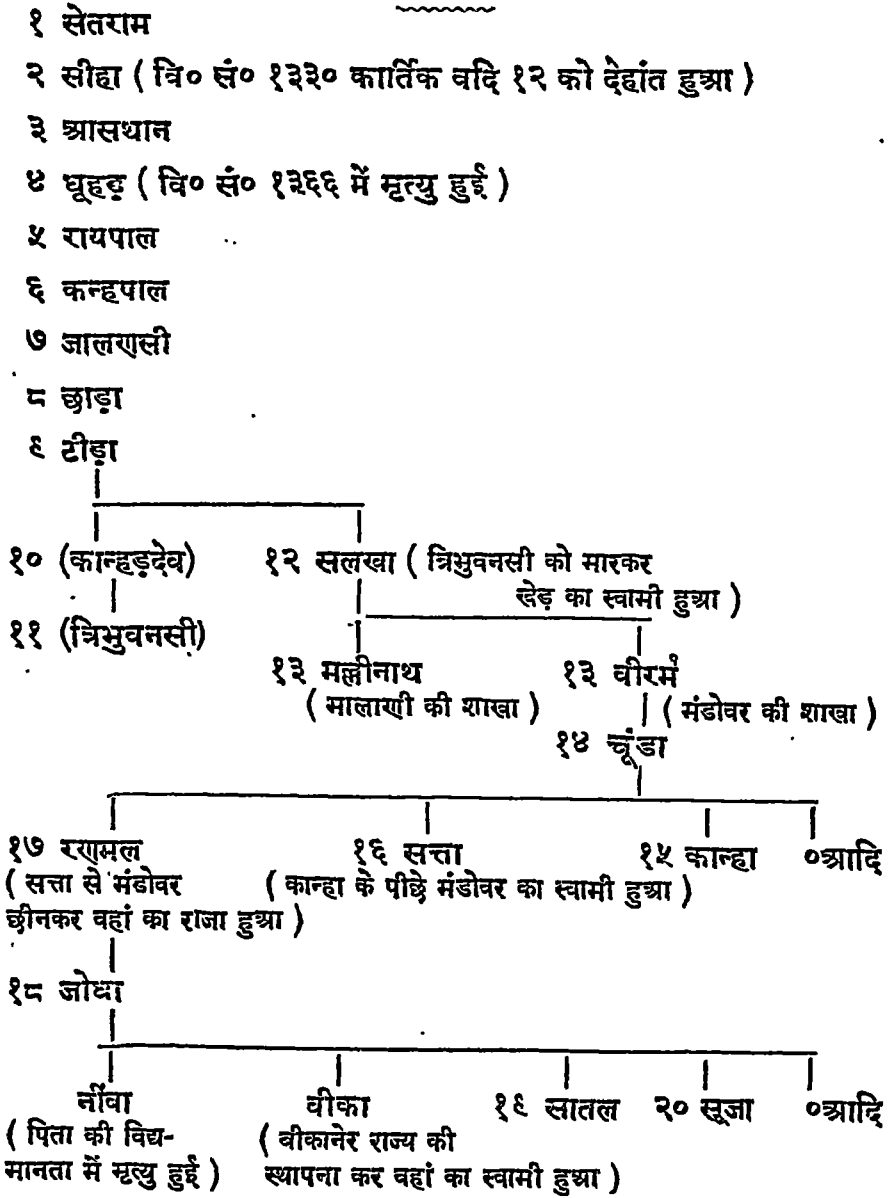 १ सेतराम
२ सीहा ( वि० सं० १३३० कार्तिक वदि १२ को देहांत हुआ )
३ आसथान
४ धूहड़ ( वि० सं० १३६६ में मृत्यु हुई )
५ रायपाल
६ कन्हपाल
७ जालणसी
८ छाड़ा
९ टीड़ा
१० (कान्हड़देव) १२ सलखा ( त्रिभुवनसी को मारकर
खेड़ का स्वामी हुआ )
११ (त्रिभुवनसी)
१३ मल्लीनाथ १३ वीरमं
( मालाणी की शाखा ) ( मंडोवर की शाखा )
१४ चूंडा
१७ रणमल १६ सत्ता १५ कान्हा ०आदि
( सत्ता से मंडोवर ( कान्हा के पीछे मंडोवर का स्वामी हुआ )
छीनकर वहां का राजा हुआ )
१८ जोधा
नींवा वीका १९ सातल २० सूजा ०आदि
( पिता की विद्य- ( वीकानेर राज्य की
मानता में मृत्यु हुई ) स्थापना कर वहां का स्वामी हुआ )